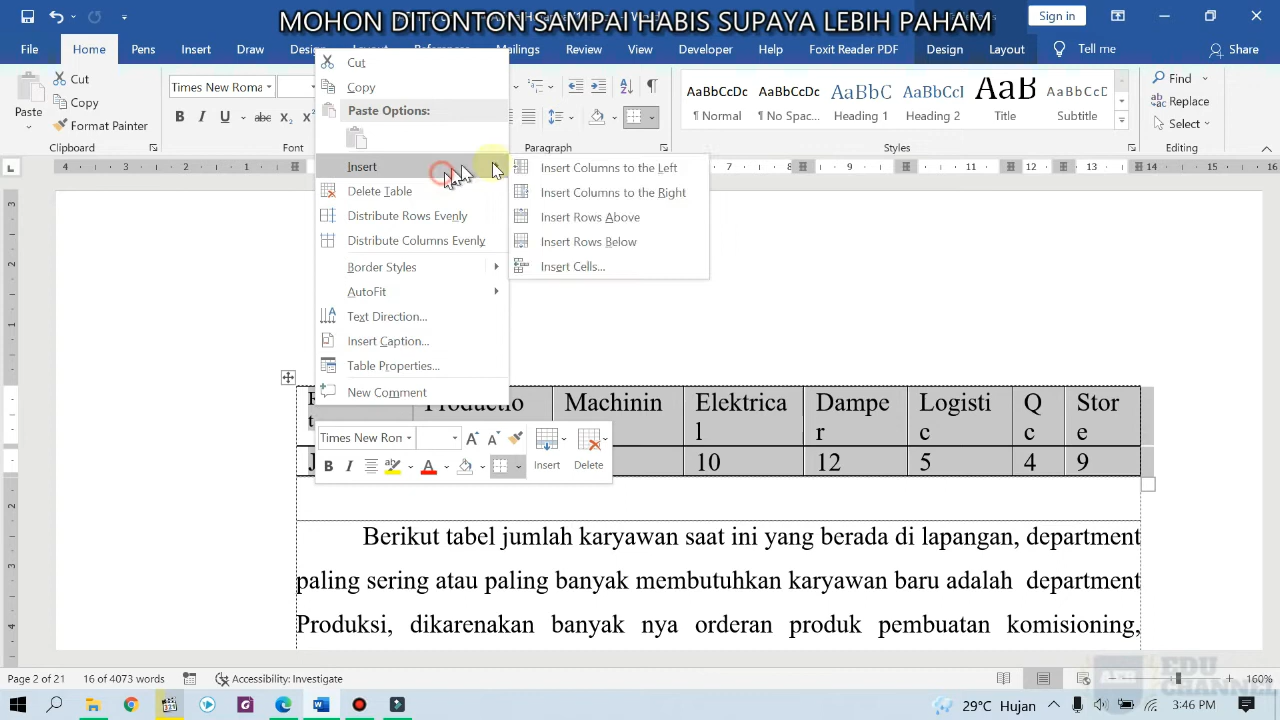 MOHON DITONTON SAMPAI HABIS SUPAYA LEBIH PAHAM
Sign in
File Home Insert Draw Mailings Review View Developer Help Foxit Reader PDF Design Layout Tell me Share
Cut
Copy
Format Painter
Paste
Clipboard
Times New Roma
Font
Paragraph
AaBbCcDc AaBbCcDc AaBbC AaBbCcI AaB AaBbCcD
¶ Normal ¶ No Spac... Heading 1 Heading 2 Title Subtitle
Styles
Find
Replace
Select
Editing
Cut
Copy
Paste Options:
Insert
Delete Table
Distribute Rows Evenly
Distribute Columns Evenly
Border Styles
AutoFit
Text Direction...
Insert Caption...
Table Properties...
New Comment
Insert Columns to the Left
Insert Columns to the Right
Insert Rows Above
Insert Rows Below
Insert Cells...
Times New Ron
Insert Delete
Machinin Elektrica Dampe Logisti Q Stor
l r c c e
10 12 5 4 9
Berikut tabel jumlah karyawan saat ini yang berada di lapangan, department
paling sering atau paling banyak membutuhkan karyawan baru adalah department
Produksi, dikarenakan banyak nya orderan produk pembuatan komisioning,
Page 2 of 21 16 of 4073 words Accessibility: Investigate 160%
EDU
CHANNEL
29°C Hujan 3:46 PM